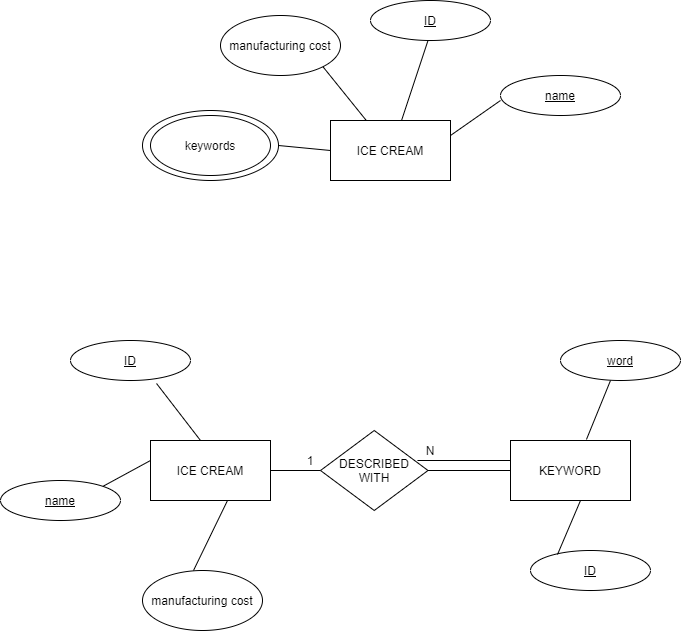 ID
manufacturing cost
name
keywords
ICE CREAM
ID
word
N
1
DESCRIBED
WITH
ICE CREAM
KEYWORD
name
ID
manufacturing cost